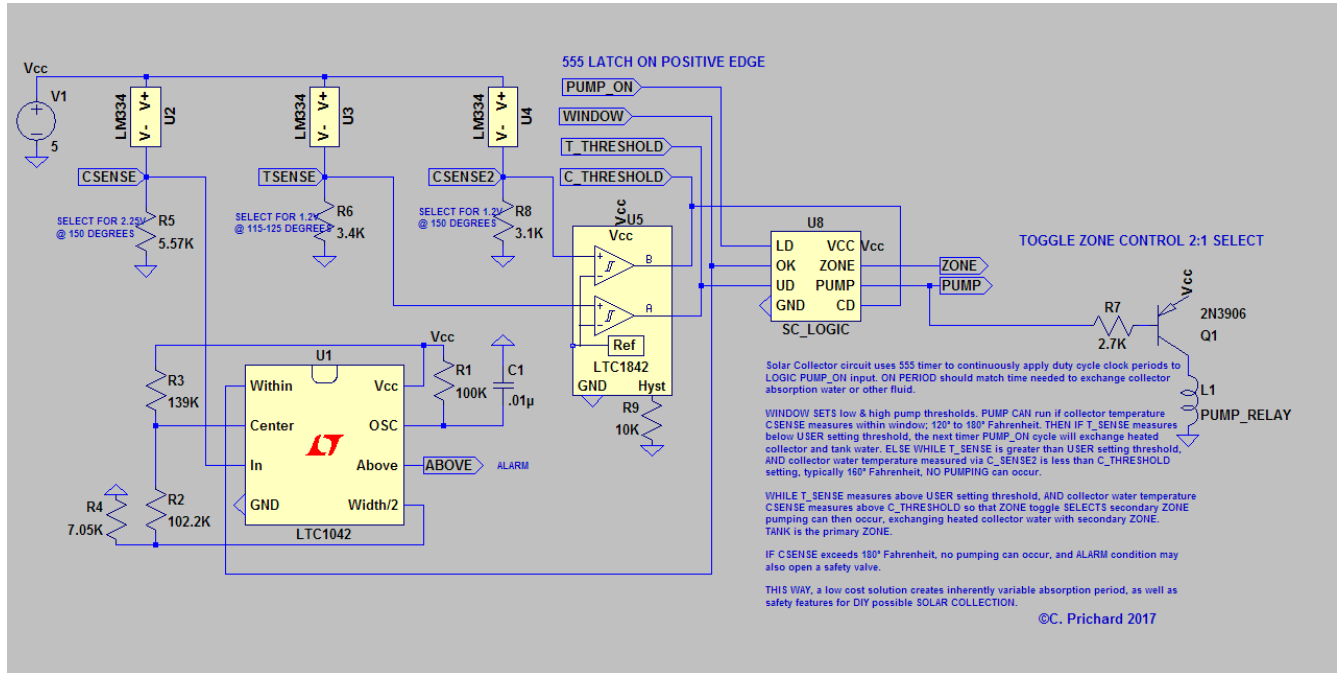 555 LATCH ON POSITIVE EDGE
Vcc
V1
5
LM334
V+
V-
U2
LM334
V+
V-
U3
LM334
V+
V-
U4
PUMP_ON
WINDOW
T_THRESHOLD
C_THRESHOLD
CSENSE
TSENSE
CSENSE2
SELECT FOR 2.25V
@ 150 DEGREES
R5
5.57K
SELECT FOR 1.2V
@ 115-125 DEGREES
R6
3.4K
SELECT FOR 1.2V
@ 150 DEGREES
R8
3.1K
Vcc
U5
Vcc
B
A
Ref
LTC1842
GND
Hyst
R9
10K
U8
LD
VCC
Vcc
OK
ZONE
UD
PUMP
GND
CD
SC_LOGIC
TOGGLE ZONE CONTROL 2:1 SELECT
ZONE
PUMP
Vcc
R7
2.7K
2N3906
Q1
L1
PUMP_RELAY
Vcc
U1
R3
139K
Within
Vcc
R1
100K
C1
.01µ
Center
OSC
In
Above
ABOVE
ALARM
GND
Width/2
R4
7.05K
R2
102.2K
LTC1042
Solar Collector circuit uses 555 timer to continuously apply duty cycle clock periods to
LOGIC PUMP_ON input. ON PERIOD should match time needed to exchange collector
absorption water or other fluid.
WINDOW SETS low & high pump thresholds. PUMP CAN run if collector temperature
CSENSE measures within window; 120° to 180° Fahrenheit. THEN IF T_SENSE measures
below USER setting threshold, the next timer PUMP_ON cycle will exchange heated
collector and tank water. ELSE WHILE T_SENSE is greater than USER setting threshold,
AND collector water temperature measured via C_SENSE2 is less than C_THRESHOLD
setting, typically 160° Fahrenheit, NO PUMPING can occur.
WHILE T_SENSE measures above USER setting threshold, AND collector water temperature
CSENSE measures above C_THRESHOLD so that ZONE toggle SELECTS secondary ZONE
pumping can then occur, exchanging heated collector water with secondary ZONE.
TANK is the primary ZONE.
IF CSENSE exceeds 180° Fahrenheit, no pumping can occur, and ALARM condition may
also open a safety valve.
THIS WAY, a low cost solution creates inherently variable absorption period, as well as
safety features for DIY possible SOLAR COLLECTION.
©C. Prichard 2017